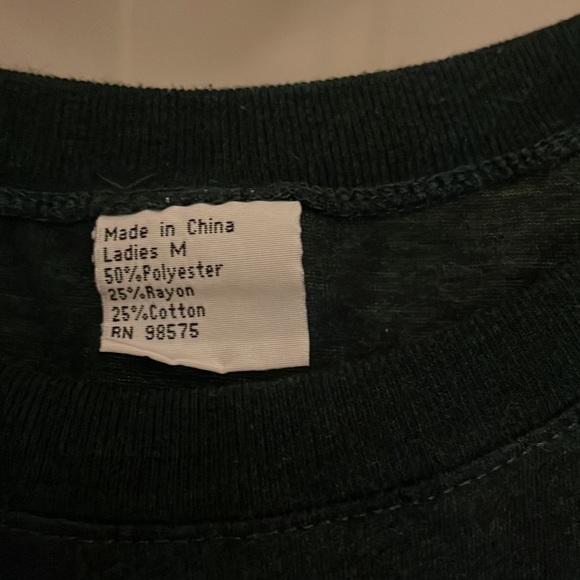 Made in China
Ladies M
50%Polyester
25%Rayon
25%Cotton
RN 98575